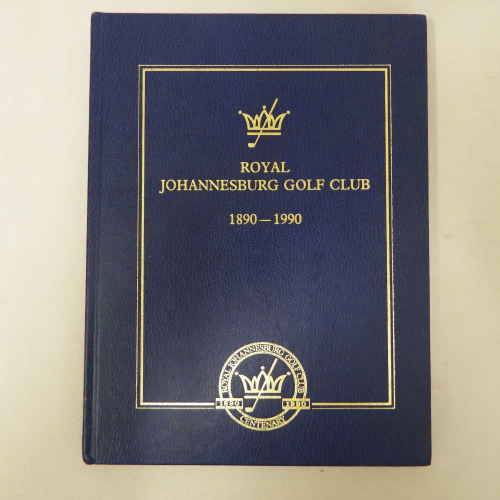 ROYAL
JOHANNESBURG GOLF CLUB
1890 — 1990
ROYAL JOHANNESBURG GOLF CLUB
1890 1990
CENTENARY